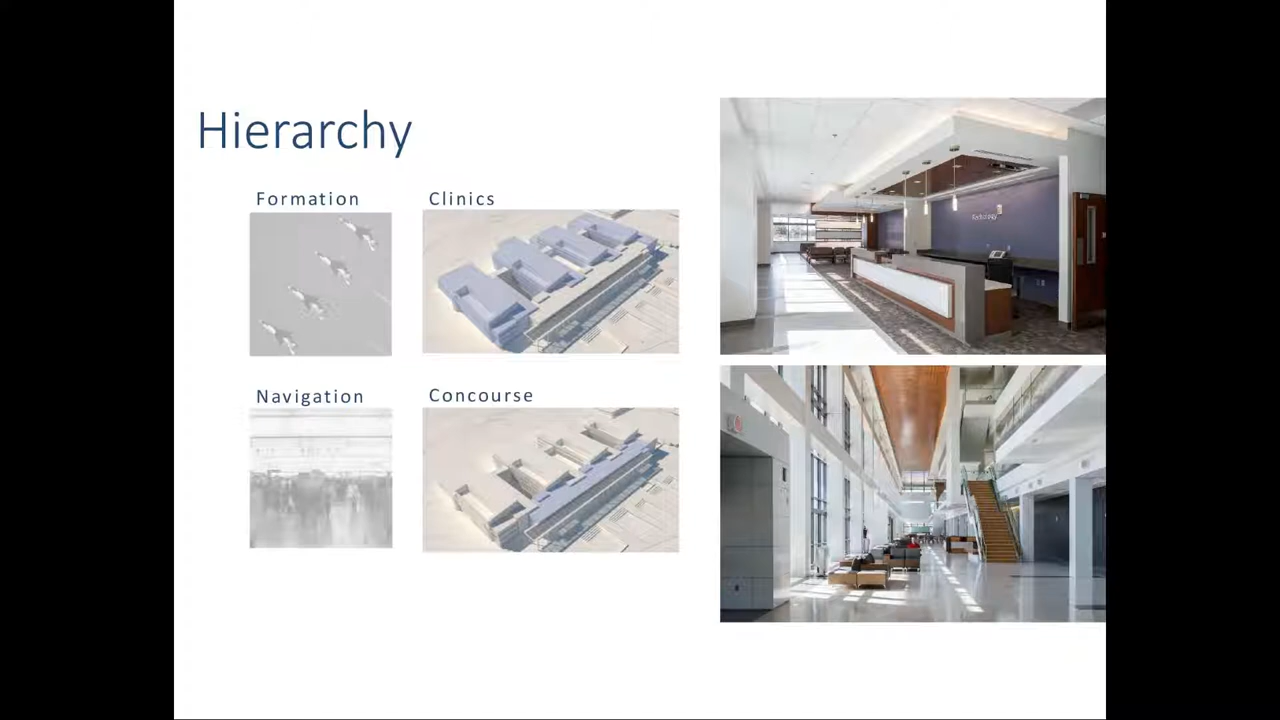 Hierarchy
Formation
Clinics
Navigation
Concourse